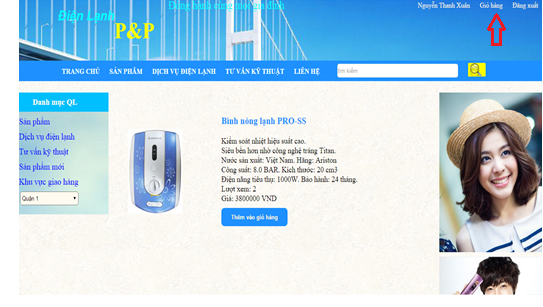 Đồng hành cùng mọi gia đình
Nguyễn Thanh Xuân Giỏ hàng Đăng xuất
Điện Lạnh
P&P
TRANG CHỦ SẢN PHẨM DỊCH VỤ ĐIỆN LẠNH TƯ VẤN KỸ THUẬT LIÊN HỆ
tìm kiếm
Danh mục QL
Sản phẩm
Dịch vụ điện lạnh
Tư vấn kỹ thuật
Sản phẩm mới
Khu vực giao hàng
Quận 1
Bình nóng lạnh PRO-SS
Kiểm soát nhiệt hiệu suất cao.
Siêu bền hơn nhờ công nghệ tráng Titan.
Nước sản xuất: Việt Nam. Hãng: Ariston
Công suất: 8.0 BAR. Kích thước: 20 cm3
Điện năng tiêu thụ: 1000W. Bảo hành: 24 tháng.
Lượt xem: 2
Giá: 3800000 VND
Thêm vào giỏ hàng